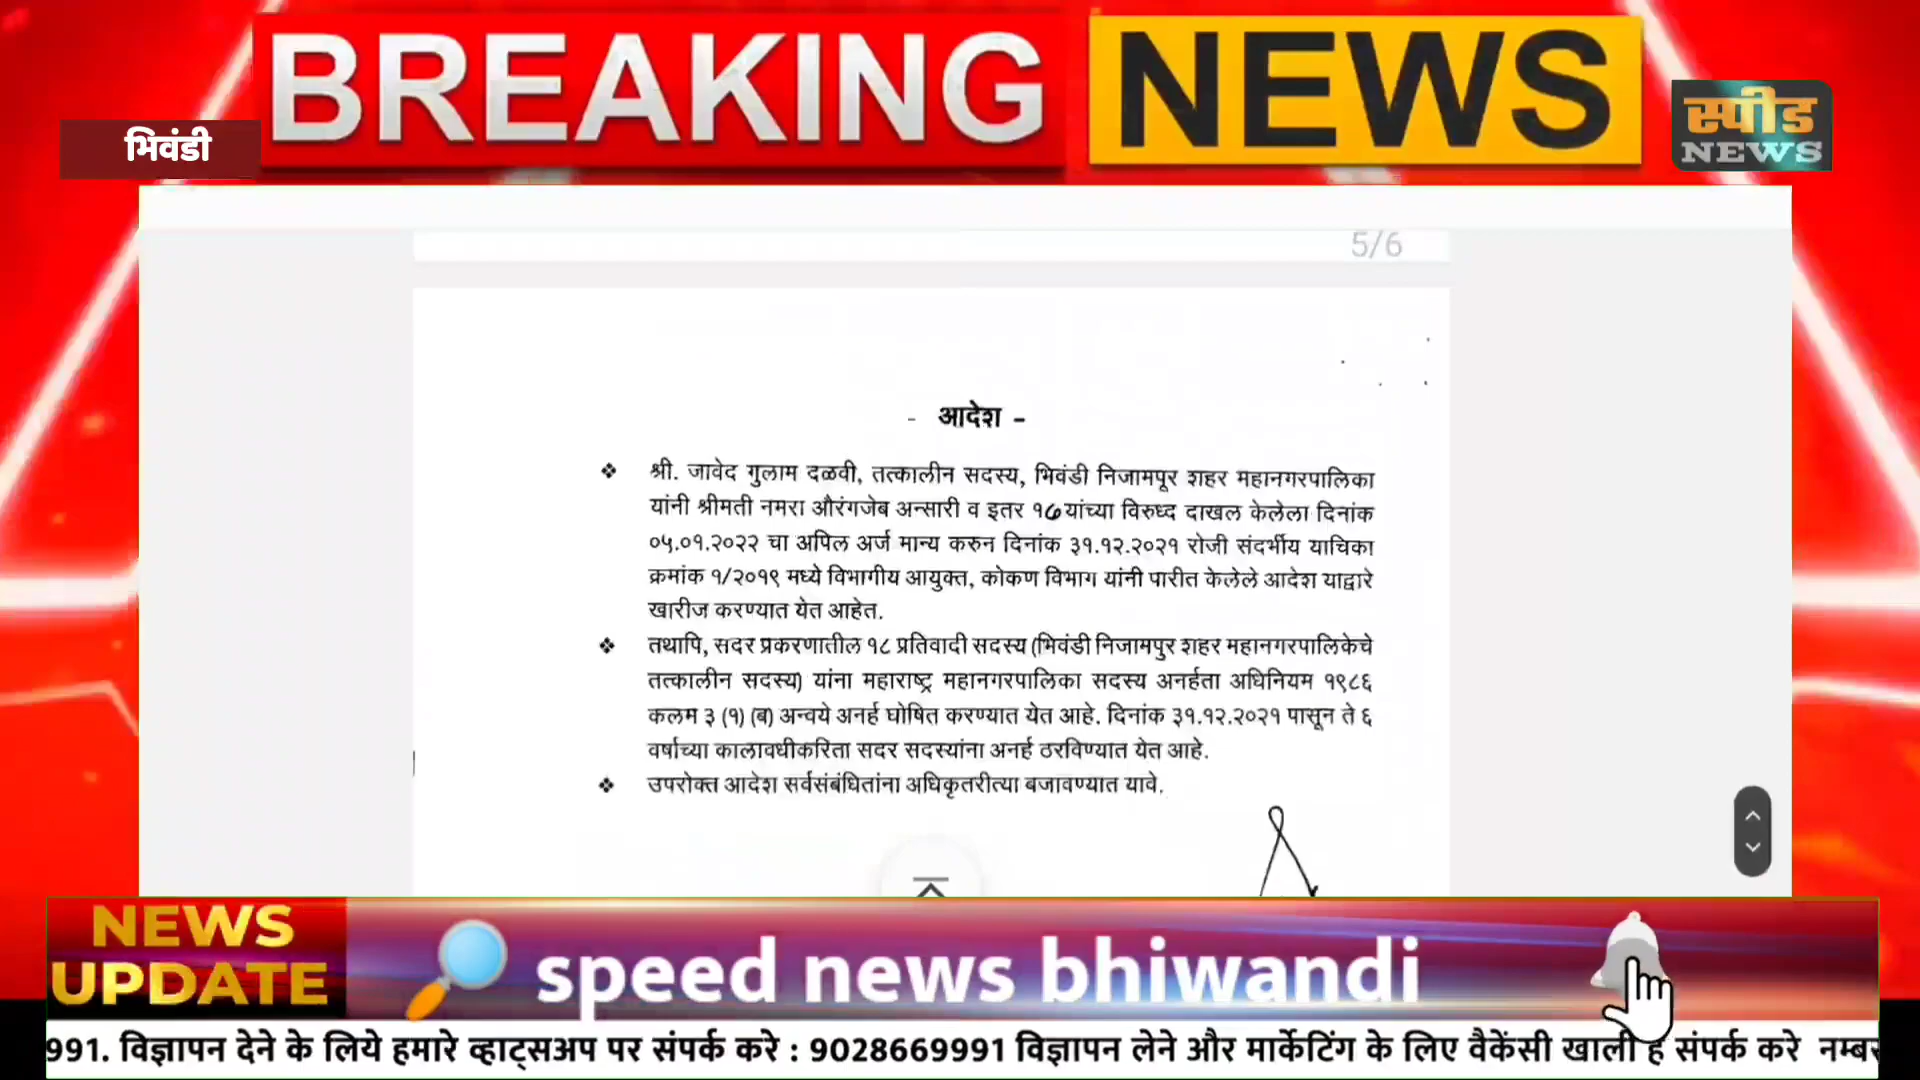 BREAKING NEWS
भिवंडी
स्पीड
NEWS
5/6
- आदेश -
❖ श्री. जावेद गुलाम दळवी, तत्कालीन सदस्य, भिवंडी निजामपूर शहर महानगरपालिका
यांनी श्रीमती नमरा औरंगजेब अन्सारी व इतर १७ यांच्या विरुध्द दाखल केलेला दिनांक
०५.०१.२०२२ चा अपिल अर्ज मान्य करुन दिनांक ३१.१२.२०२१ रोजी संदर्भीय याचिका
क्रमांक १/२०१९ मध्ये विभागीय आयुक्त, कोकण विभाग यांनी पारीत केलेले आदेश याद्वारे
खारीज करण्यात येत आहेत.
❖ तथापि, सदर प्रकरणातील १८ प्रतिवादी सदस्य (भिवंडी निजामपुर शहर महानगरपालिकेचे
तत्कालीन सदस्य) यांना महाराष्ट्र महानगरपालिका सदस्य अनर्हता अधिनियम १९८६
कलम ३ (१) (ब) अन्वये अनर्ह घोषित करण्यात येत आहे. दिनांक ३१.१२.२०२१ पासून ते ६
वर्षाच्या कालावधीकरिता सदर सदस्यांना अनर्ह ठरविण्यात येत आहे.
❖ उपरोक्त आदेश सर्वसंबंधितांना अधिकृतरीत्या बजावण्यात यावे.
NEWS
UPDATE
speed news bhiwandi
991. विज्ञापन देने के लिये हमारे व्हाट्सअप पर संपर्क करे : 9028669991 विज्ञापन लेने और मार्केटिंग के लिए वैकेंसी खाली है संपर्क करे नम्बर